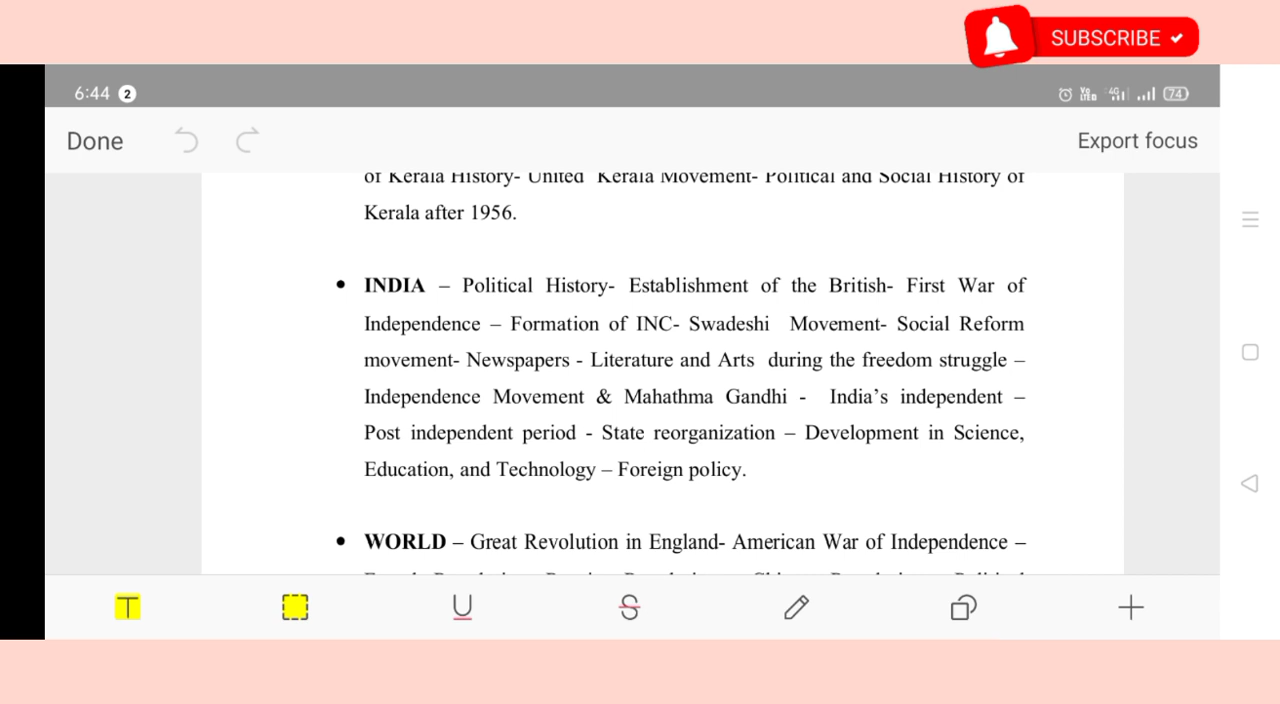 SUBSCRIBE
6:44 2
4G 74
Done Export focus
of Kerala History- United Kerala Movement- Political and Social History of
Kerala after 1956.
• INDIA – Political History- Establishment of the British- First War of
Independence – Formation of INC- Swadeshi Movement- Social Reform
movement- Newspapers - Literature and Arts during the freedom struggle –
Independence Movement & Mahathma Gandhi - India’s independent –
Post independent period - State reorganization – Development in Science,
Education, and Technology – Foreign policy.
• WORLD – Great Revolution in England- American War of Independence –
T U S